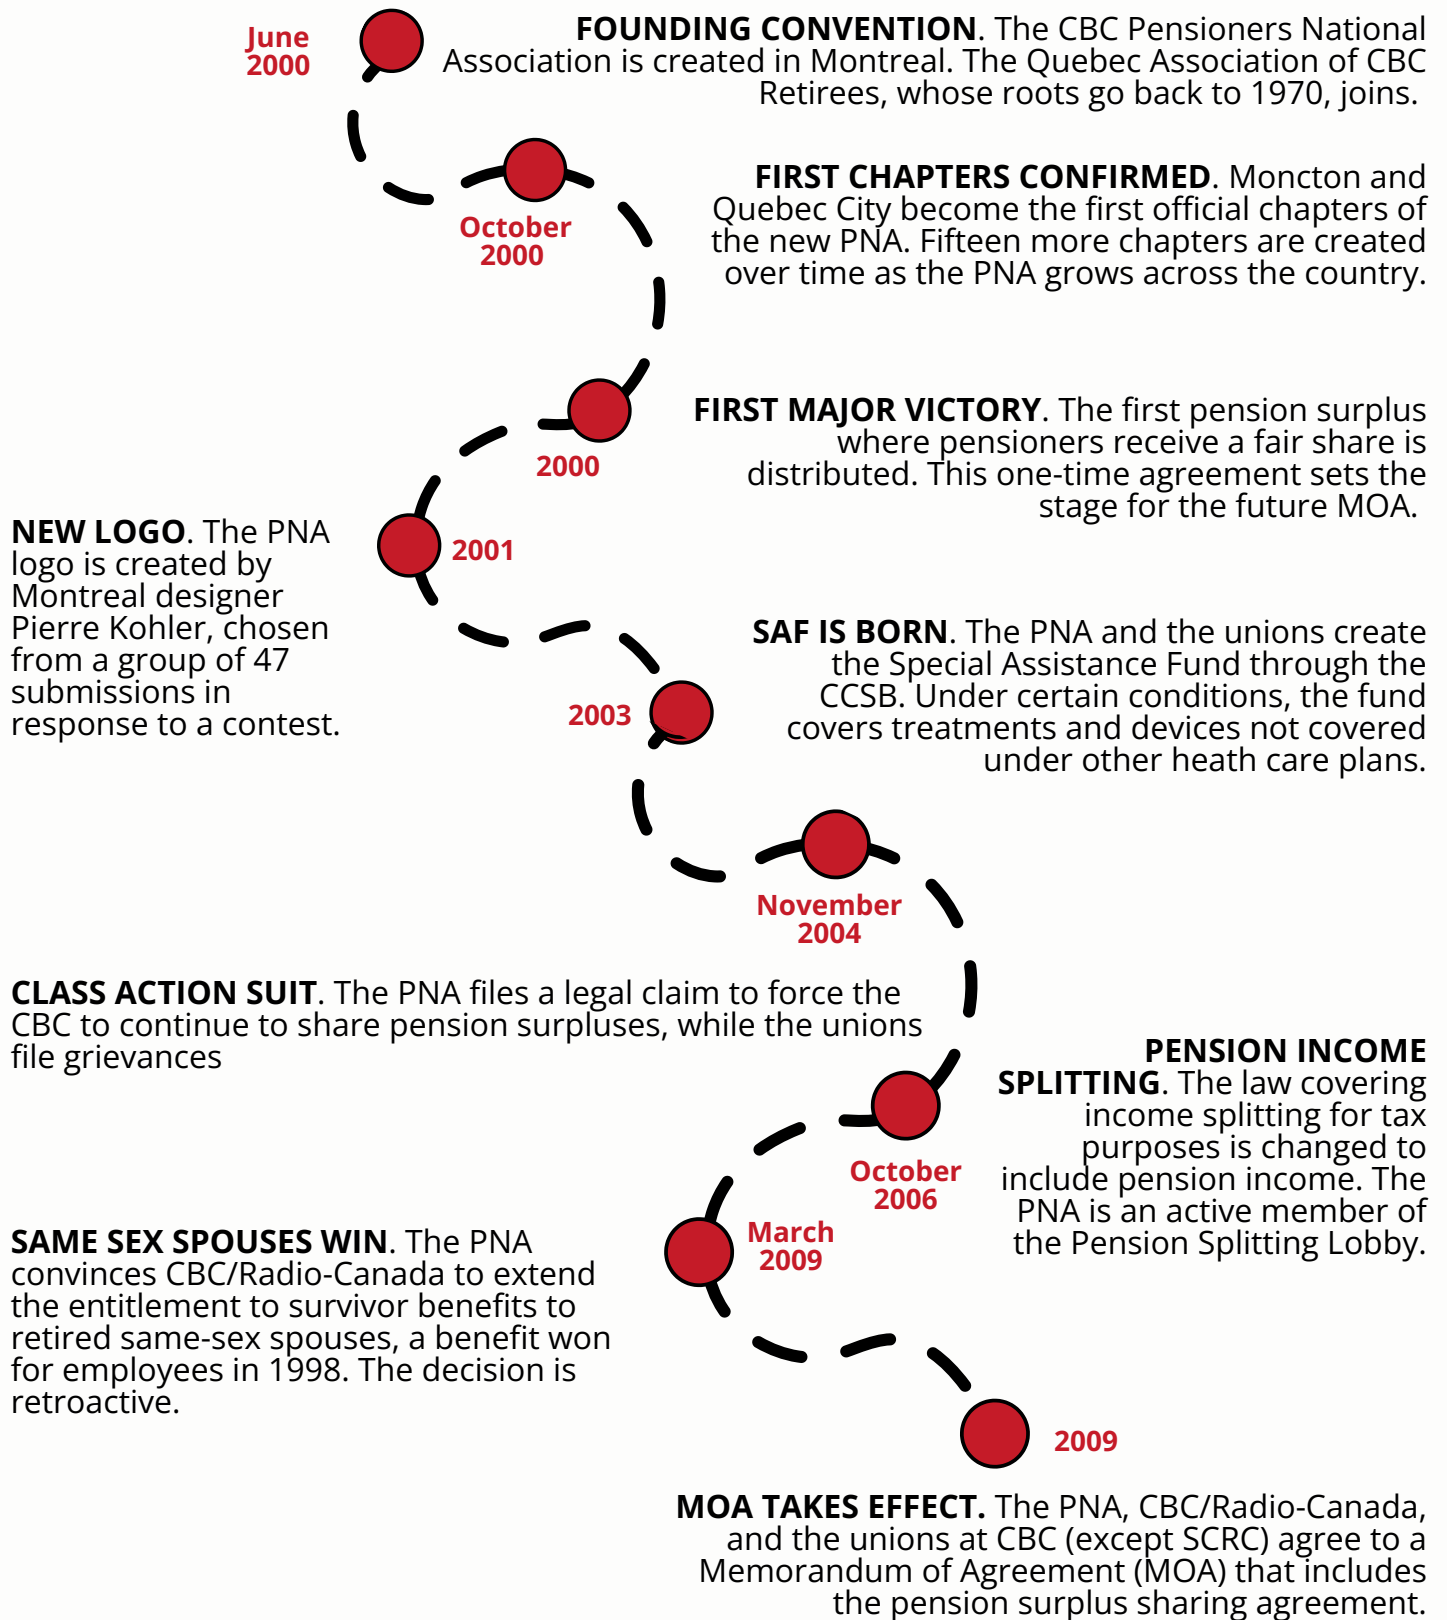 June
2000
FOUNDING CONVENTION. The CBC Pensioners National
Association is created in Montreal. The Quebec Association of CBC
Retirees, whose roots go back to 1970, joins.
October
2000
FIRST CHAPTERS CONFIRMED. Moncton and
Quebec City become the first official chapters of
the new PNA. Fifteen more chapters are created
over time as the PNA grows across the country.
2000
FIRST MAJOR VICTORY. The first pension surplus
where pensioners receive a fair share is
distributed. This one-time agreement sets the
stage for the future MOA.
NEW LOGO. The PNA
logo is created by
Montreal designer
Pierre Kohler, chosen
from a group of 47
submissions in
response to a contest.
2001
2003
SAF IS BORN. The PNA and the unions create
the Special Assistance Fund through the
CCSB. Under certain conditions, the fund
covers treatments and devices not covered
under other heath care plans.
November
2004
CLASS ACTION SUIT. The PNA files a legal claim to force the
CBC to continue to share pension surpluses, while the unions
file grievances
October
2006
PENSION INCOME
SPLITTING. The law covering
income splitting for tax
purposes is changed to
include pension income. The
PNA is an active member of
the Pension Splitting Lobby.
March
2009
SAME SEX SPOUSES WIN. The PNA
convinces CBC/Radio-Canada to extend
the entitlement to survivor benefits to
retired same-sex spouses, a benefit won
for employees in 1998. The decision is
retroactive.
2009
MOA TAKES EFFECT. The PNA, CBC/Radio-Canada,
and the unions at CBC (except SCRC) agree to a
Memorandum of Agreement (MOA) that includes
the pension surplus sharing agreement.